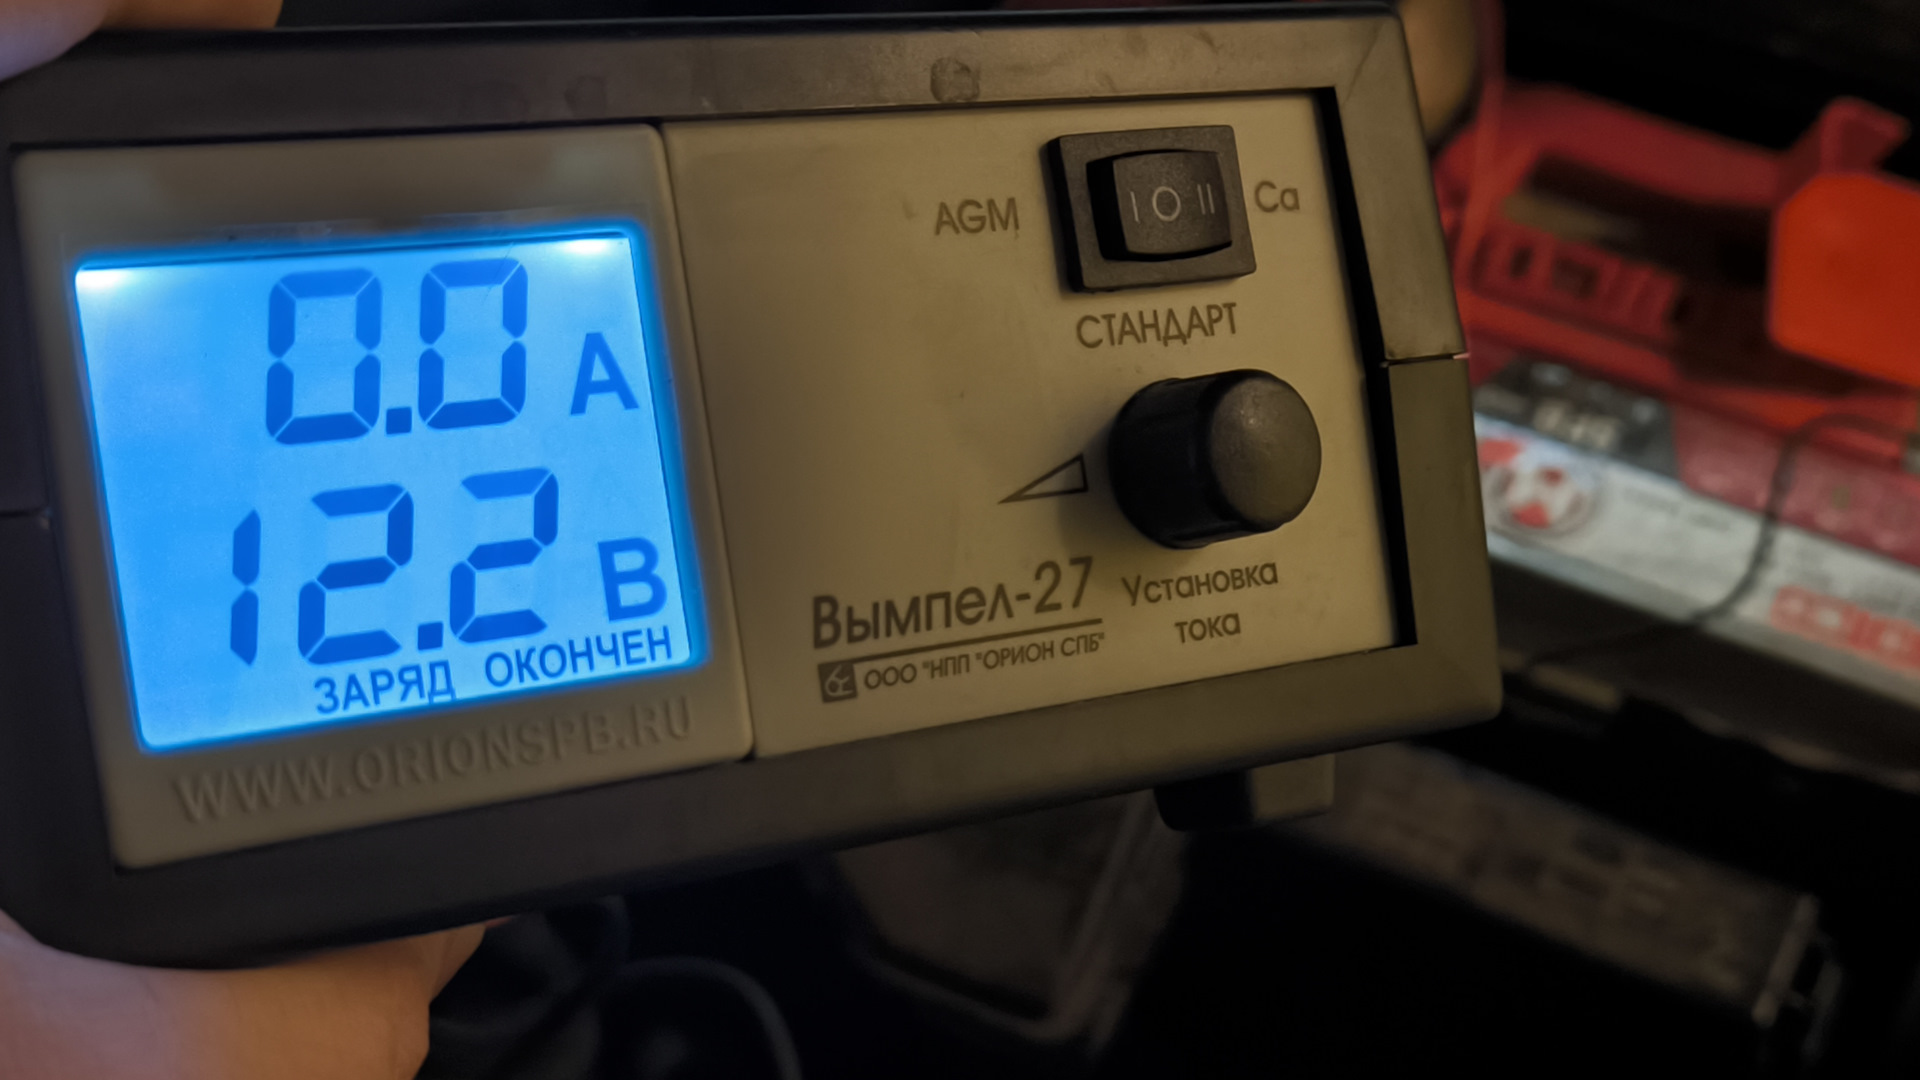 0.0 A
12.2 В
ЗАРЯД ОКОНЧЕН
WWW.ORIONSPB.RU
AGM
I O II
Ca
СТАНДАРТ
Вымпел-27
ООО "НПП "ОРИОН СПБ"
Установка
тока